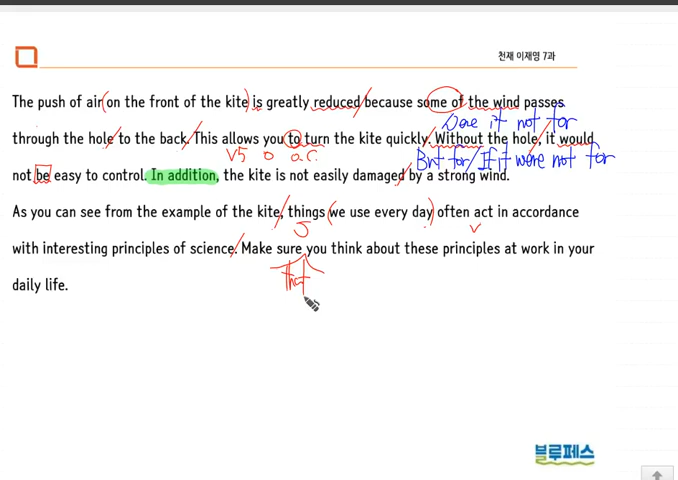 천재 이재영 7과
The push of air (on the front of the kite) is greatly reduced / because some of the wind passes
Were it not for
through the hole / to the back. / This allows you to turn the kite quickly. / Without the hole, / it would
V5 O O.C.
But for / If it were not for
not be easy to control. In addition, the kite is not easily damaged / by a strong wind.
As you can see from the example of the kite, / things (we use every day) often act in accordance
S V
with interesting principles of science. / Make sure you think about these principles at work in your
that
daily life.
블루페스